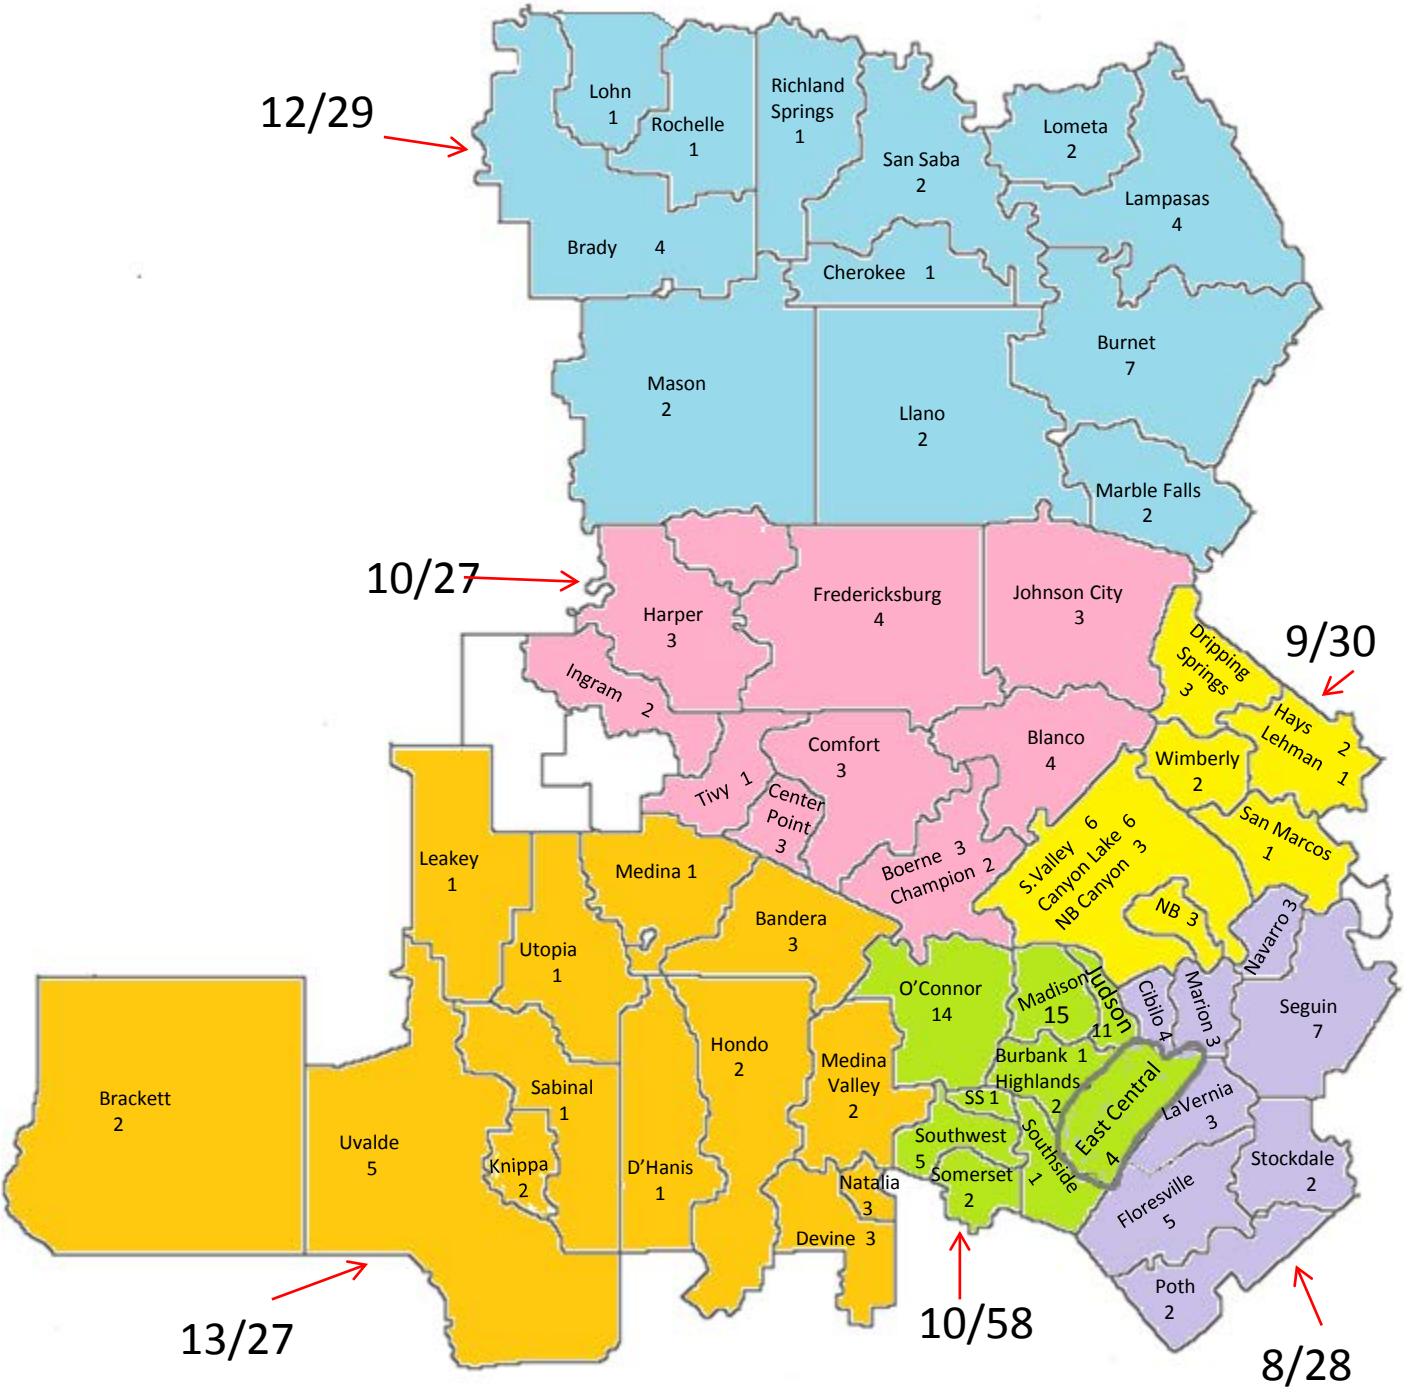 12/29
Lohn
1
Rochelle
1
Richland
Springs
1
San Saba
2
Lometa
2
Lampasas
4
Brady 4
Cherokee 1
Burnet
7
Mason
2
Llano
2
Marble Falls
2
10/27
Harper
3
Fredericksburg
4
Johnson City
3
Ingram 2
Tivy 1
Comfort
3
Center
Point
3
Blanco
4
Boerne 3
Champion 2
9/30
Dripping
Springs
3
Hays 2
Lehman 1
Wimberly
2
San Marcos
1
S.Valley 6
Canyon Lake 6
NB Canyon 3
NB 3
Leakey
1
Medina 1
Utopia
1
Bandera
3
Brackett
2
Uvalde
5
Sabinal
1
Knippa
2
D'Hanis
1
Hondo
2
Medina
Valley
2
Natalia
3
Devine 3
13/27
O'Connor
14
Madison
15
Judson
11
Burbank 1
Highlands
2
SS 1
Southwest
5
Somerset
2
Southside
1
East Central
4
10/58
Cibilo 4
Marion 3
Navarro 3
Seguin
7
LaVernia
3
Stockdale
2
Floresville
5
Poth
2
8/28